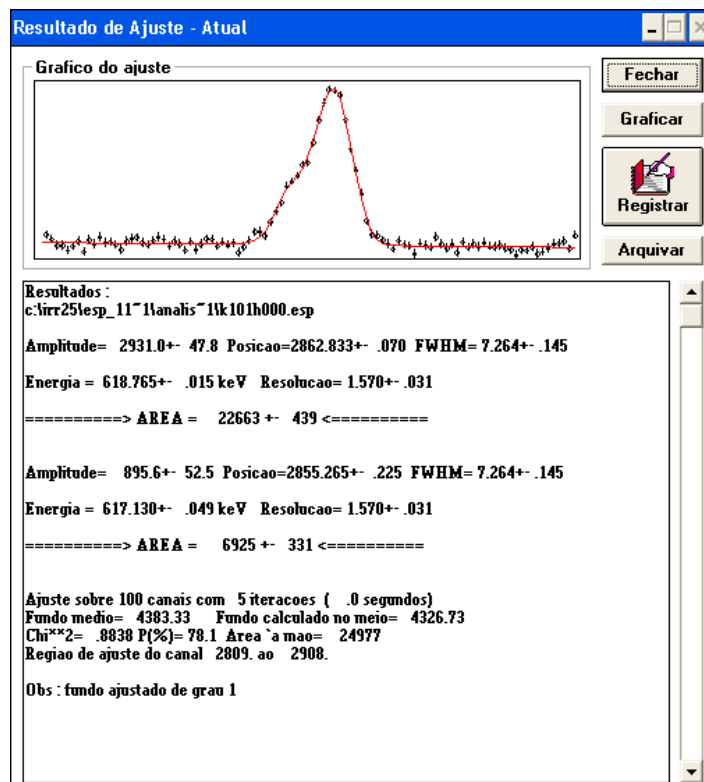 Resultado de Ajuste - Atual
Grafico do ajuste
Fechar
Graficar
Registrar
Arquivar
Resultados :
c:\irr25\esp_11~1\analis~1\k101h000.esp
Amplitude= 2931.0+- 47.8 Posicao=2862.833+- .070 FWHM= 7.264+- .145
Energia = 618.765+- .015 keV Resolucao= 1.570+- .031
==========> AREA = 22663 +- 439 <==========
Amplitude= 895.6+- 52.5 Posicao=2855.265+- .225 FWHM= 7.264+- .145
Energia = 617.130+- .049 keV Resolucao= 1.570+- .031
==========> AREA = 6925 +- 331 <==========
Ajuste sobre 100 canais com 5 iteracoes ( .0 segundos)
Fundo medio= 4383.33 Fundo calculado no meio= 4326.73
Chi**2= .8838 P(%)= 78.1 Area `a mao= 24977
Regiao de ajuste do canal 2809. ao 2908.
Obs : fundo ajustado de grau 1